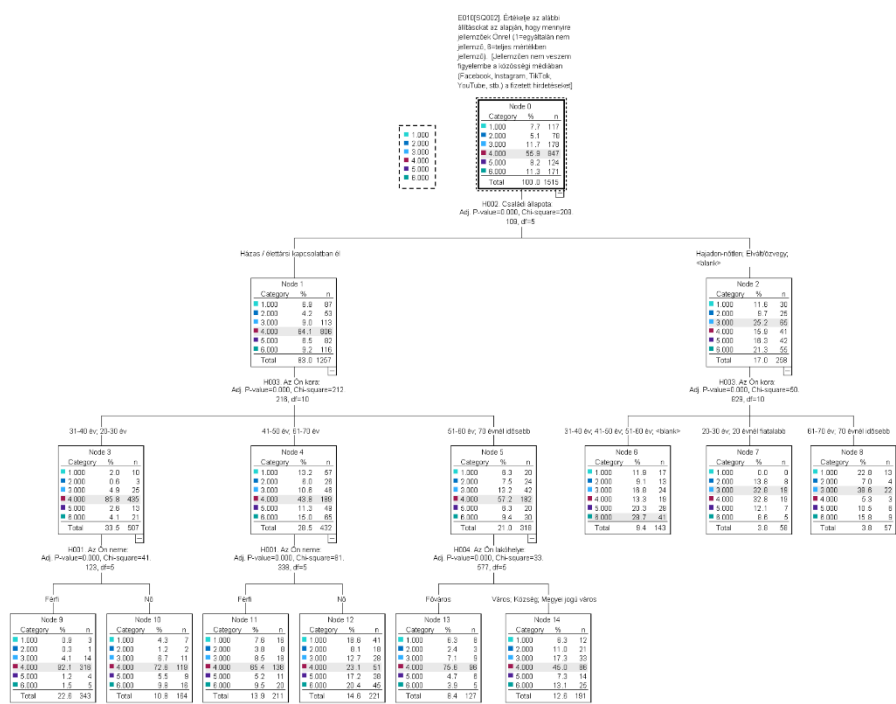 E010[SQ002]. Értékelje az alábbi
állításokat az alapján, hogy mennyire
jellemzőek Önre! (1=egyáltalán nem
jellemző, 6=teljes mértékben
jellemző). [Jellemzően nem veszem
figyelembe a közösségi médiában
(Facebook, Instagram, TikTok,
YouTube, stb.) a fizetett hirdetéseket]
1.000
2.000
3.000
4.000
5.000
6.000
Node 0
Category % n
1.000 7.7 117
2.000 5.1 78
3.000 11.7 178
4.000 55.9 847
5.000 8.2 124
6.000 11.3 171
Total 100.0 1515
H002. Családi állapota
Adj. P-value=0.000, Chi-square=209.
109, df=5
Házas / élettársi kapcsolatban él
Hajadon-nőtlen; Elvált/özvegy;
<blank>
Node 1
Category % n
1.000 6.9 87
2.000 4.2 53
3.000 9.0 113
4.000 64.1 806
5.000 6.5 82
6.000 9.2 116
Total 83.0 1257
Node 2
Category % n
1.000 11.6 30
2.000 9.7 25
3.000 25.2 65
4.000 15.9 41
5.000 16.3 42
6.000 21.3 55
Total 17.0 258
H003. Az Ön kora:
Adj. P-value=0.000, Chi-square=212.
216, df=10
H003. Az Ön kora:
Adj. P-value=0.000, Chi-square=50.
829, df=10
31-40 év; 20-30 év
41-50 év; 61-70 év
51-60 év; 70 évnél idősebb
31-40 év; 41-50 év; 51-60 év; <blank>
20-30 év; 20 évnél fiatalabb
61-70 év; 70 évnél idősebb
Node 3
Category % n
1.000 2.0 10
2.000 0.6 3
3.000 4.9 25
4.000 85.8 435
5.000 2.6 13
6.000 4.1 21
Total 33.5 507
Node 4
Category % n
1.000 13.2 57
2.000 6.0 26
3.000 10.6 46
4.000 43.8 189
5.000 11.3 49
6.000 15.0 65
Total 28.5 432
Node 5
Category % n
1.000 6.3 20
2.000 7.5 24
3.000 13.2 42
4.000 57.2 182
5.000 6.3 20
6.000 9.4 30
Total 21.0 318
Node 6
Category % n
1.000 11.9 17
2.000 9.1 13
3.000 16.8 24
4.000 13.3 19
5.000 20.3 29
6.000 28.7 41
Total 9.4 143
Node 7
Category % n
1.000 0.0 0
2.000 13.8 8
3.000 32.8 19
4.000 32.8 19
5.000 12.1 7
6.000 8.6 5
Total 3.8 58
Node 8
Category % n
1.000 22.8 13
2.000 7.0 4
3.000 38.6 22
4.000 5.3 3
5.000 10.5 6
6.000 15.8 9
Total 3.8 57
H001. Az Ön neme:
Adj. P-value=0.000, Chi-square=41.
123, df=5
H001. Az Ön neme:
Adj. P-value=0.000, Chi-square=81.
338, df=5
H004. Az Ön lakóhelye
Adj. P-value=0.000, Chi-square=33.
577, df=5
Férfi
Nő
Férfi
Nő
Főváros
Város; Község; Megyei jogú város
Node 9
Category % n
1.000 0.9 3
2.000 0.3 1
3.000 4.1 14
4.000 92.1 316
5.000 1.2 4
6.000 1.5 5
Total 22.6 343
Node 10
Category % n
1.000 4.3 7
2.000 1.2 2
3.000 6.7 11
4.000 72.6 119
5.000 5.5 9
6.000 9.8 16
Total 10.8 164
Node 11
Category % n
1.000 7.6 16
2.000 3.8 8
3.000 8.5 18
4.000 65.4 138
5.000 5.2 11
6.000 9.5 20
Total 13.9 211
Node 12
Category % n
1.000 18.6 41
2.000 8.1 18
3.000 12.7 28
4.000 23.1 51
5.000 17.2 38
6.000 20.4 45
Total 14.6 221
Node 13
Category % n
1.000 6.3 8
2.000 2.4 3
3.000 7.1 9
4.000 75.6 96
5.000 4.7 6
6.000 3.9 5
Total 8.4 127
Node 14
Category % n
1.000 6.3 12
2.000 11.0 21
3.000 17.3 33
4.000 45.0 86
5.000 7.3 14
6.000 13.1 25
Total 12.6 191